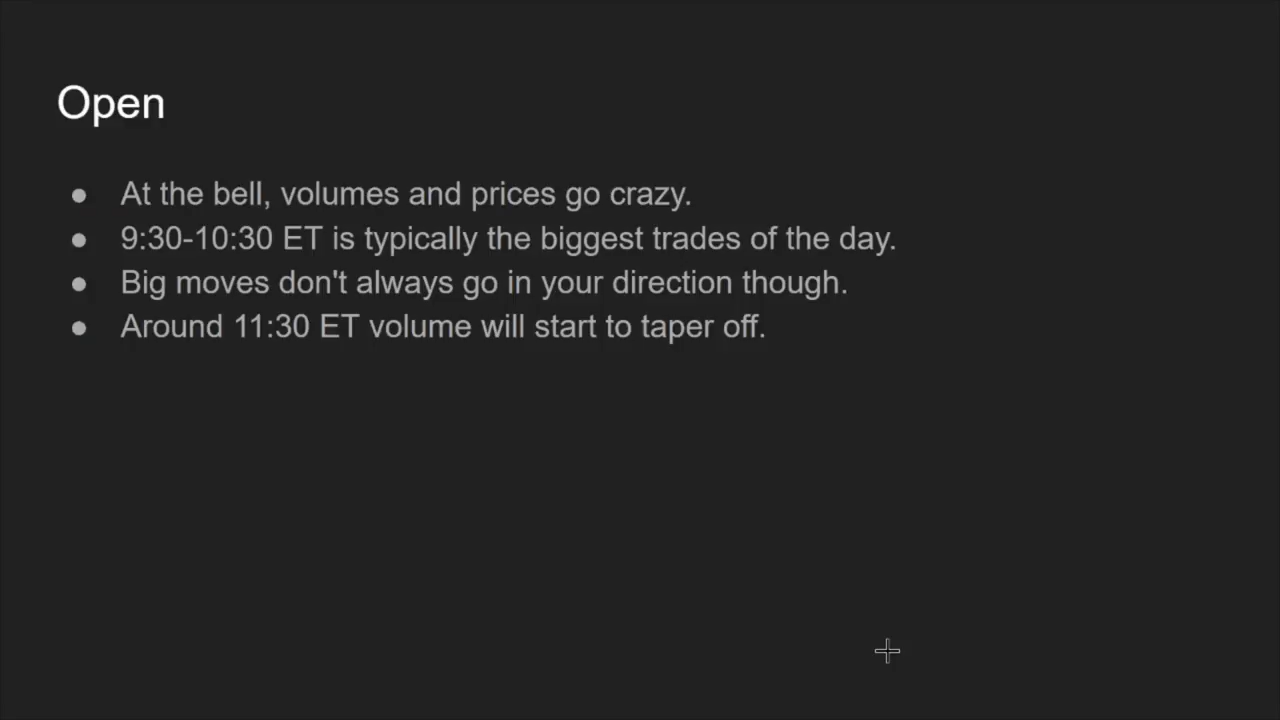 Open
● At the bell, volumes and prices go crazy.
● 9:30-10:30 ET is typically the biggest trades of the day.
● Big moves don't always go in your direction though.
● Around 11:30 ET volume will start to taper off.